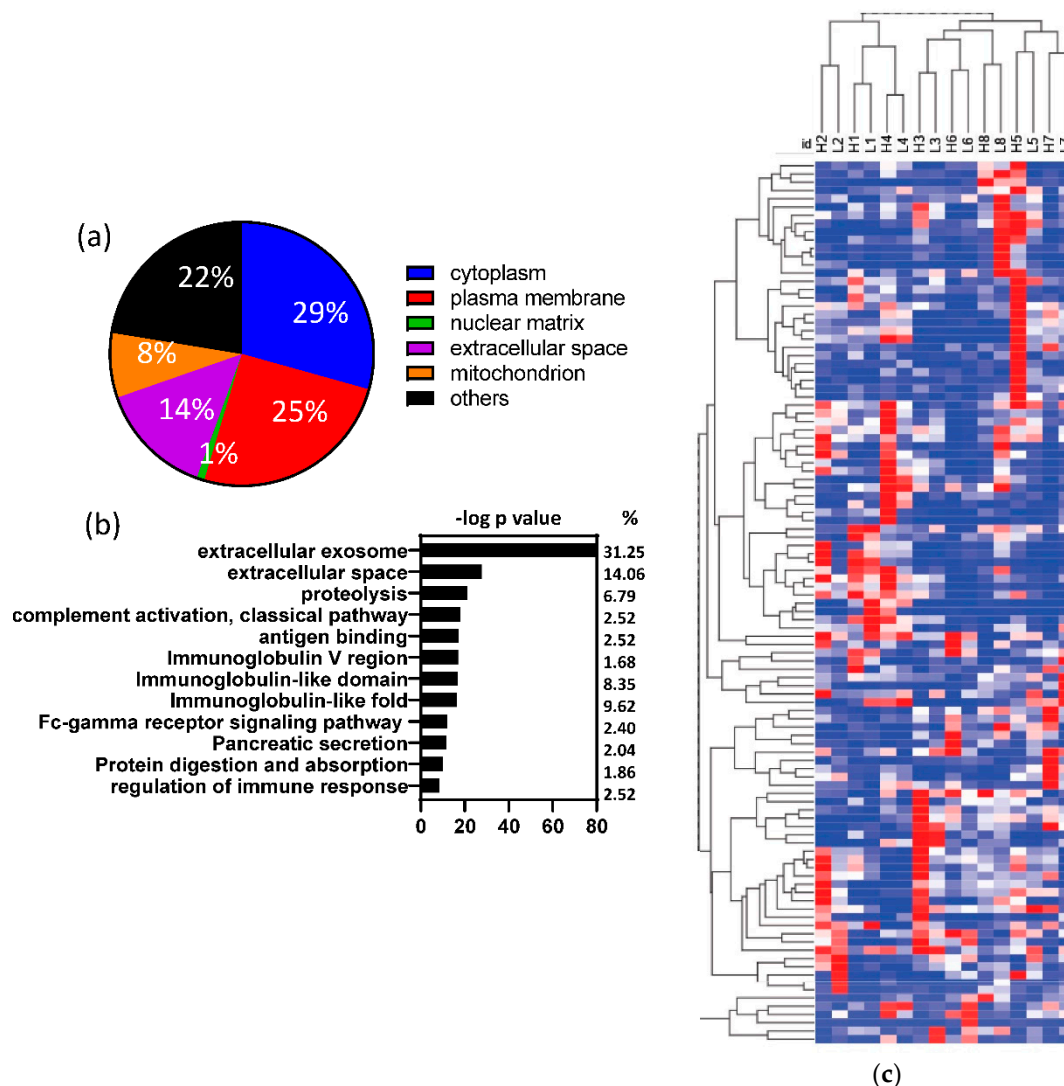 (a)
22%
29%
8%
14%
25%
1%
cytoplasm
plasma membrane
nuclear matrix
extracellular space
mitochondrion
others
(b)
-log p value %
extracellular exosome 31.25
extracellular space 14.06
proteolysis 6.79
complement activation, classical pathway 2.52
antigen binding 2.52
Immunoglobulin V region 1.68
Immunoglobulin-like domain 8.35
Immunoglobulin-like fold 9.62
Fc-gamma receptor signaling pathway 2.40
Pancreatic secretion 2.04
Protein digestion and absorption 1.86
regulation of immune response 2.52
0 20 40 60 80
id H2 L2 H1 L1 H4 L4 H3 L3 H6 L6 H8 L8 H5 L5 H7
(c)